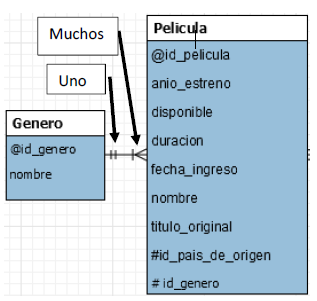 Muchos
Uno
Genero
@id_genero
nombre
Pelicula
@id_pelicula
anio_estreno
disponible
duracion
fecha_ingreso
nombre
titulo_original
#id_pais_de_origen
# id_genero